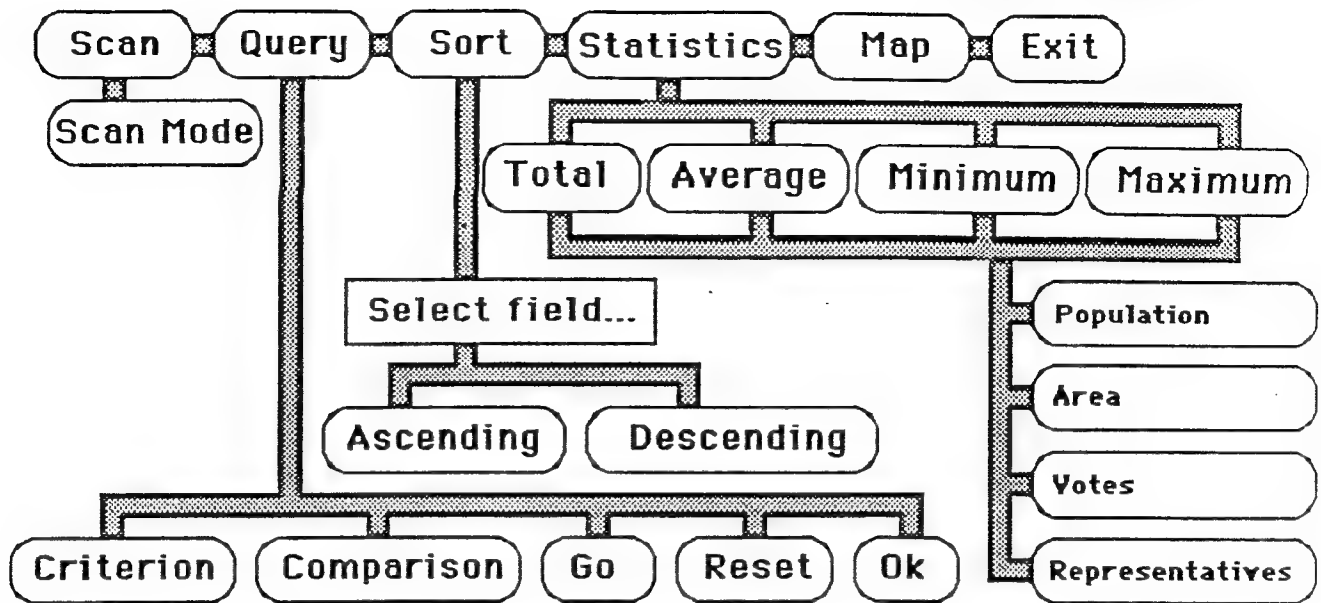 Scan Query Sort Statistics Map Exit
Scan Mode
Total Average Minimum Maximum
Select field...
Population
Area
Ascending Descending
Votes
Criterion Comparison Go Reset Ok
Representatives